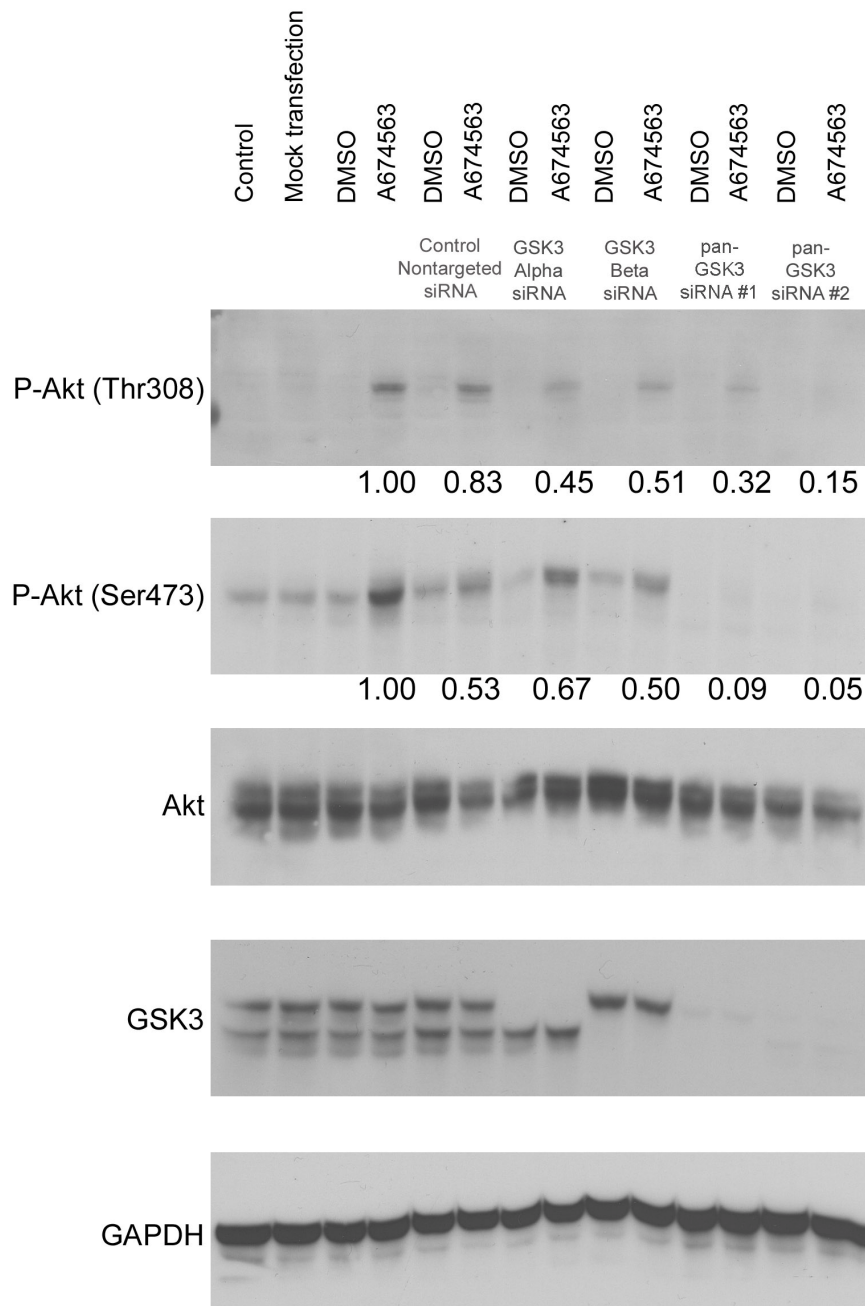 Control
Mock transfection
DMSO
A674563
DMSO
A674563
DMSO
A674563
DMSO
A674563
DMSO
A674563
DMSO
A674563
Control
Nontargeted
siRNA
GSK3
Alpha
siRNA
GSK3
Beta
siRNA
pan-
GSK3
siRNA #1
pan-
GSK3
siRNA #2
P-Akt (Thr308)
1.00 0.83 0.45 0.51 0.32 0.15
P-Akt (Ser473)
1.00 0.53 0.67 0.50 0.09 0.05
Akt
GSK3
GAPDH